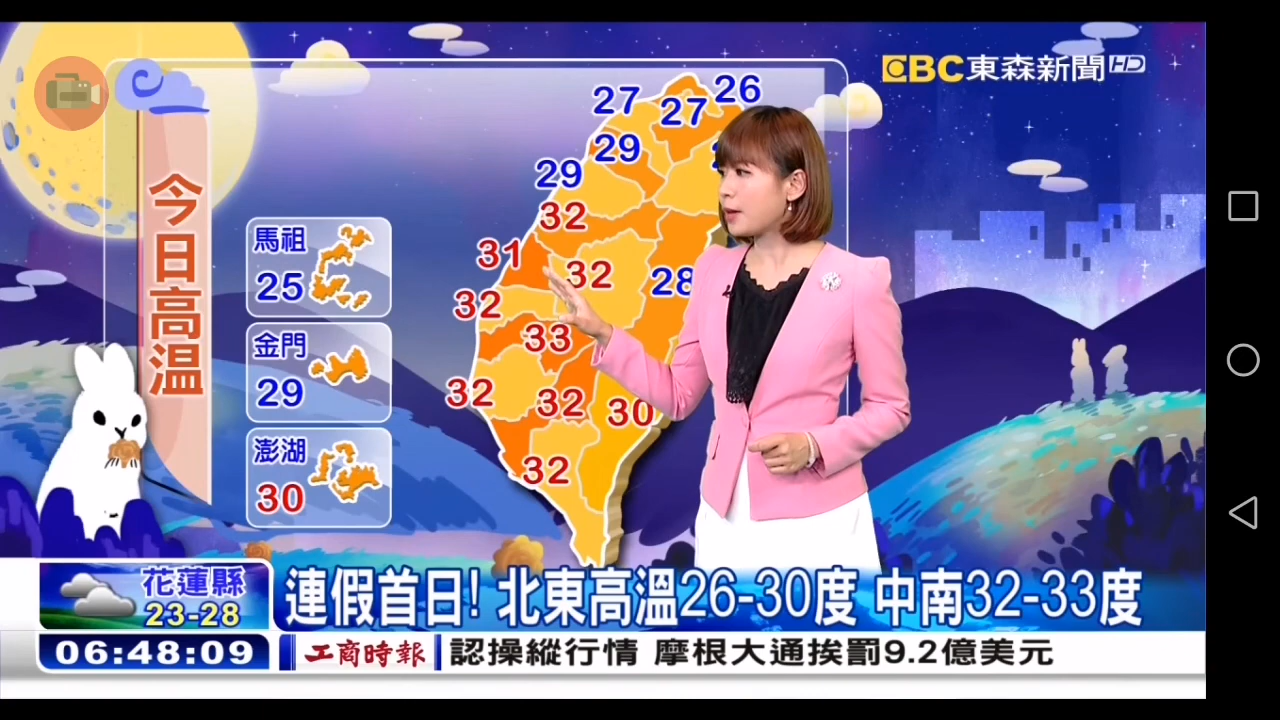 EBC東森新聞HD
今日高溫
27
27
26
29
29
32
31
32
28
32
33
32
32
30
32
馬祖
25
金門
29
澎湖
30
花蓮縣
23-28
連假首日! 北東高溫26-30度 中南32-33度
06:48:09
工商時報
認操縱行情 摩根大通挨罰9.2億美元